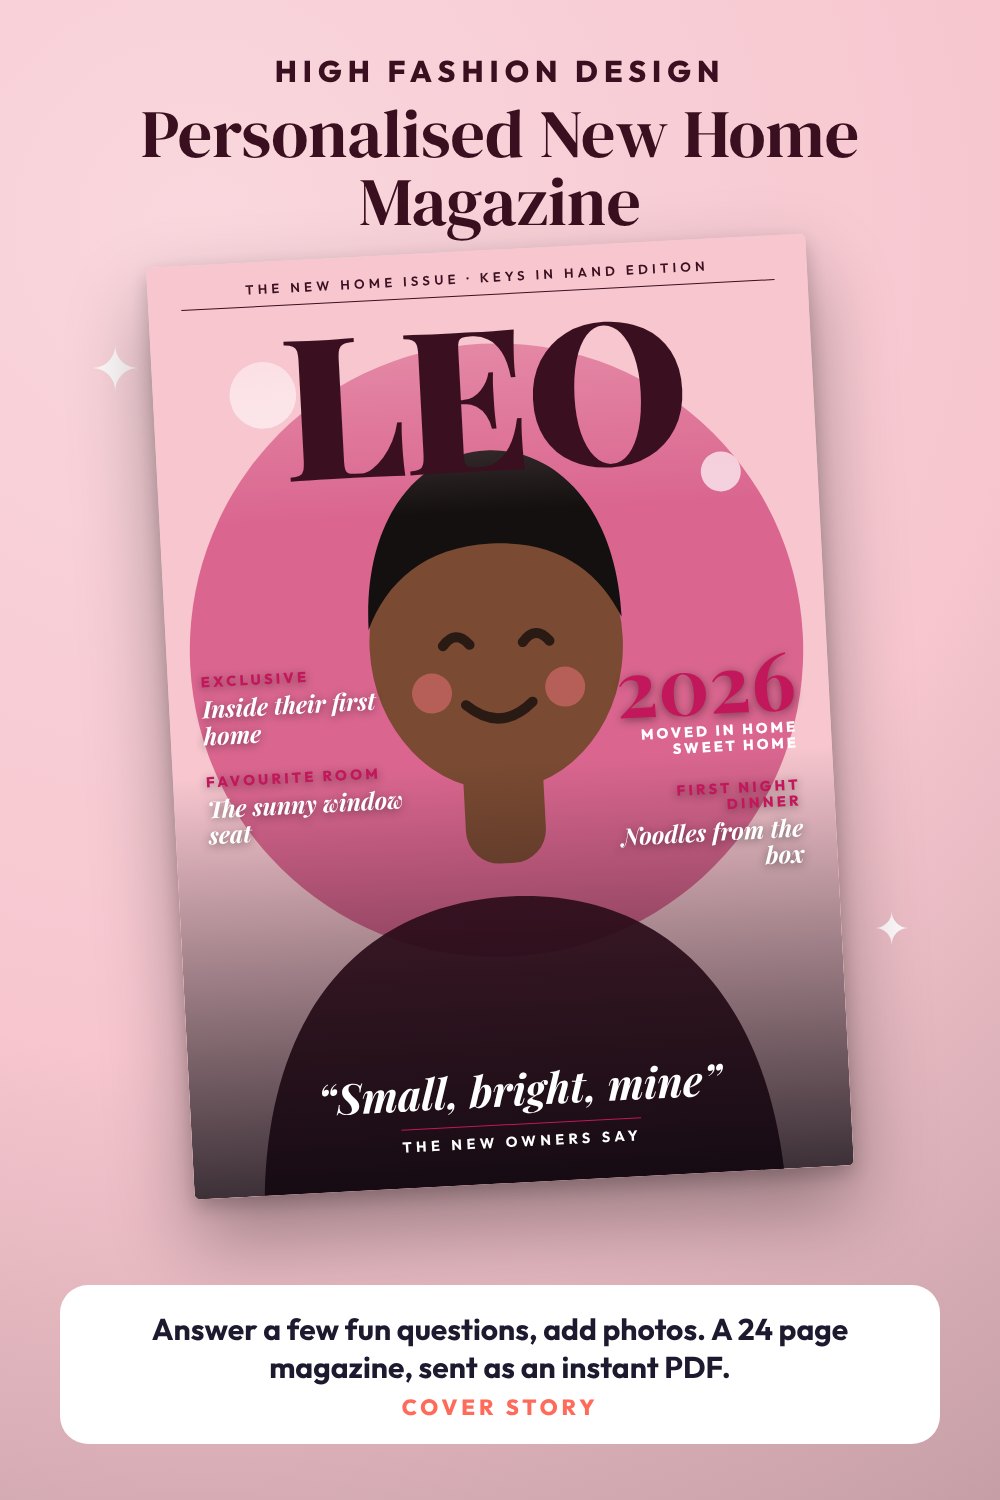 HIGH FASHION DESIGN
Personalised New Home
Magazine
THE NEW HOME ISSUE · KEYS IN HAND EDITION
LEO
EXCLUSIVE
Inside their first
home
FAVOURITE ROOM
The sunny window
seat
2026
MOVED IN HOME
SWEET HOME
FIRST NIGHT
DINNER
Noodles from the
box
“Small, bright, mine”
THE NEW OWNERS SAY
Answer a few fun questions, add photos. A 24 page
magazine, sent as an instant PDF.
COVER STORY